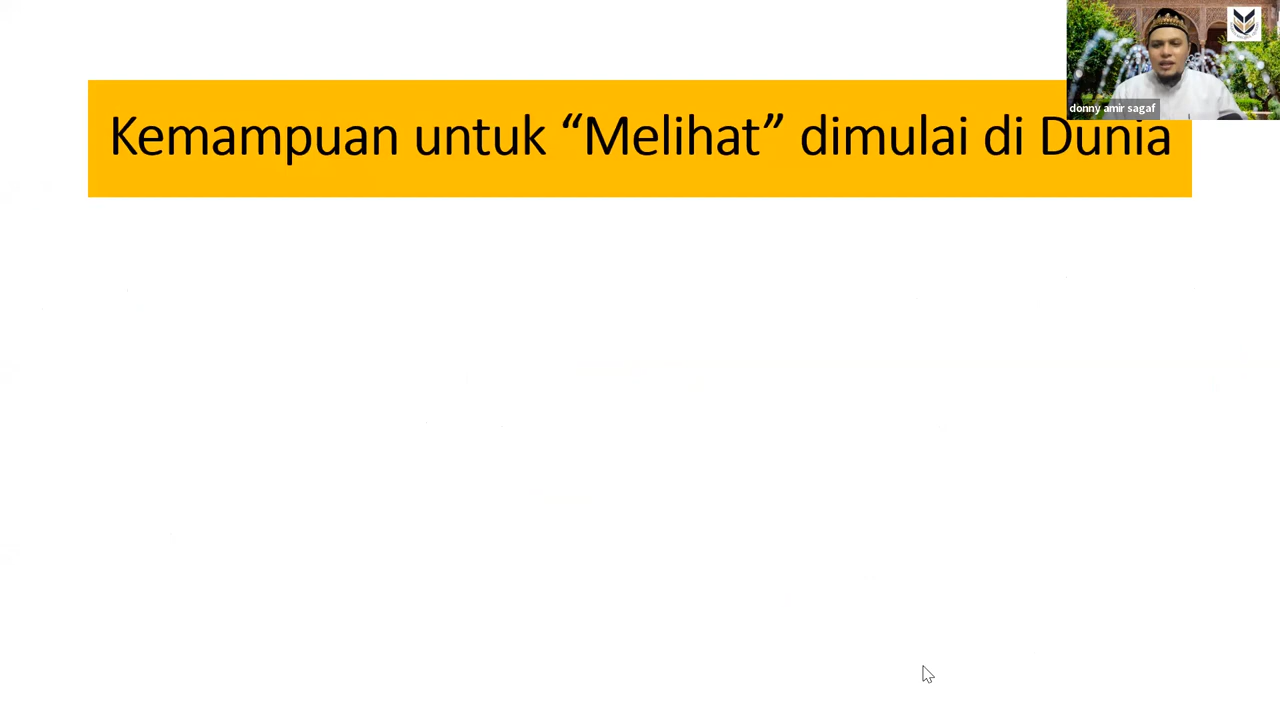 donny amir sagaf
Kemampuan untuk “Melihat” dimulai di Dunia